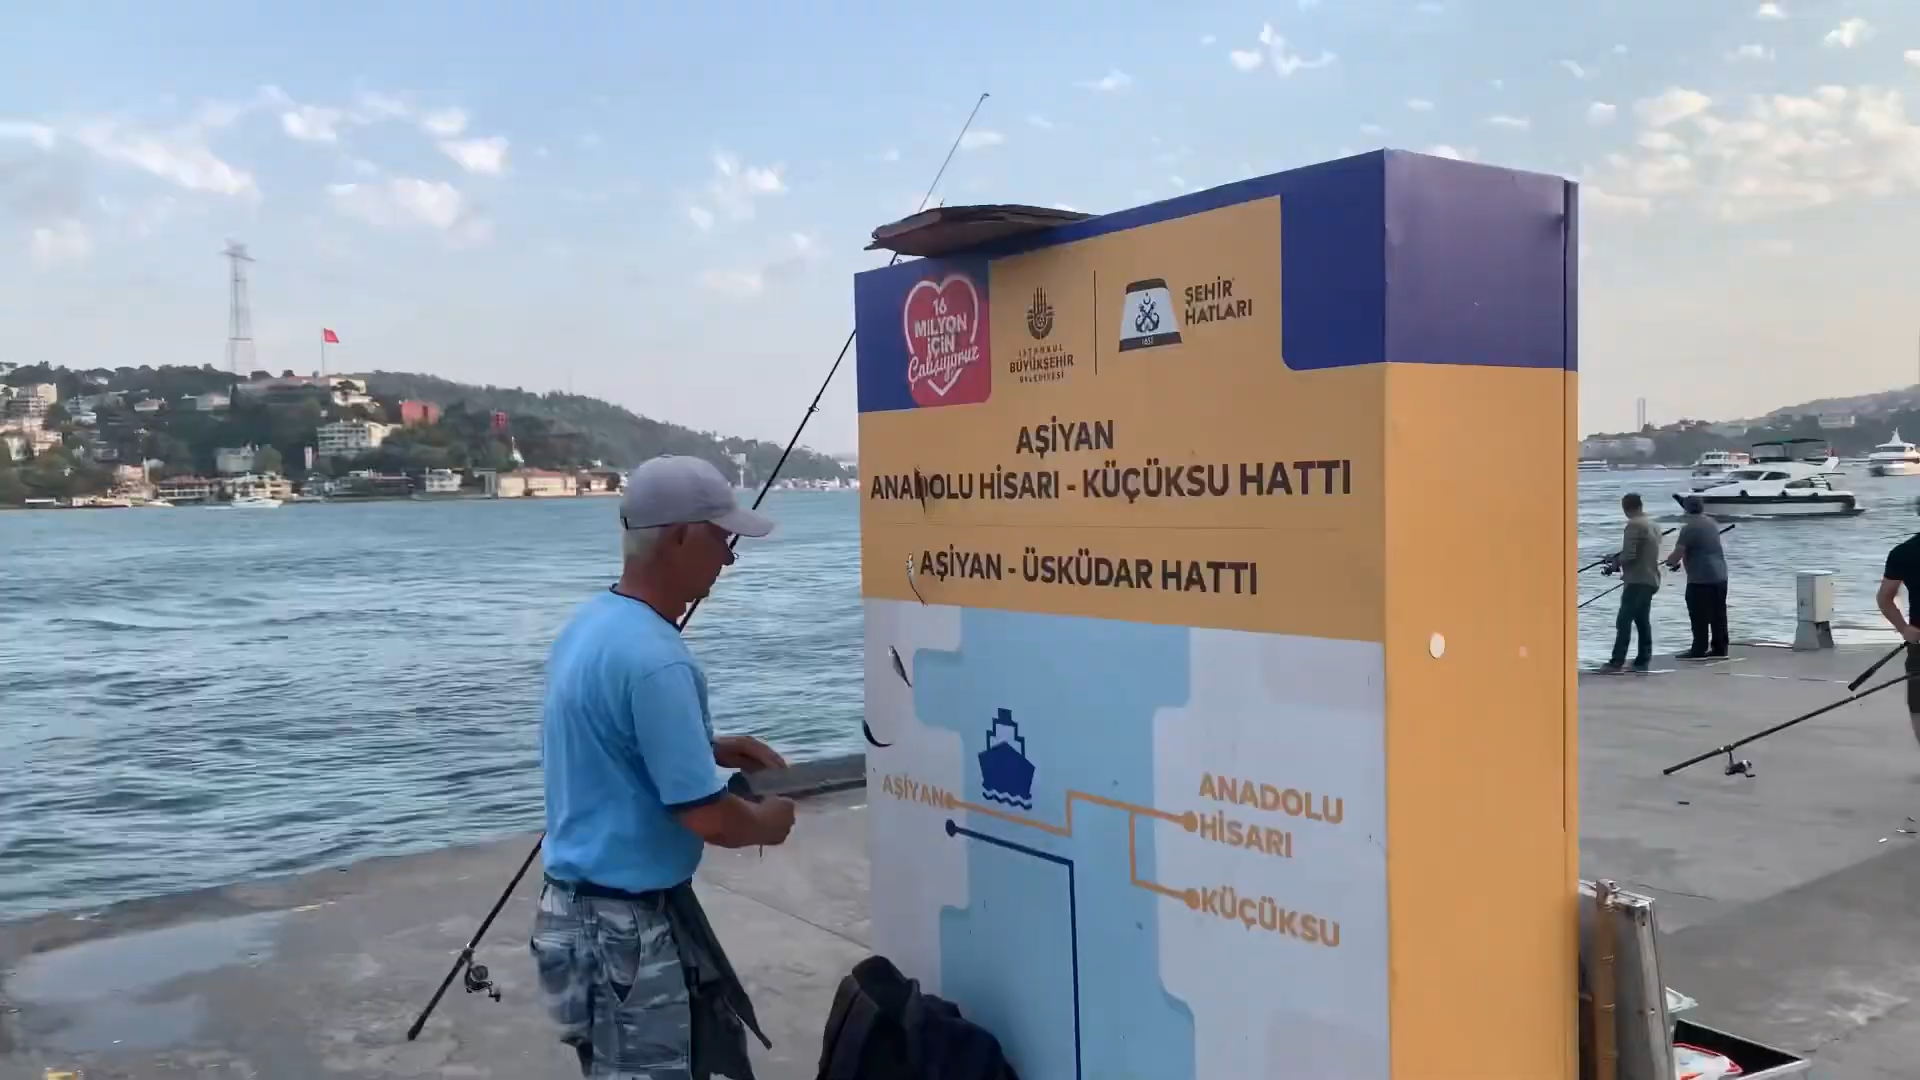 16
MİLYON
İÇİN
Çalışıyoruz
İSTANBUL
BÜYÜKŞEHİR
BELEDİYESİ
ŞEHİR
HATLARI
AŞİYAN
ANADOLU HİSARI - KÜÇÜKSU HATTI
AŞİYAN - ÜSKÜDAR HATTI
AŞİYAN
ANADOLU
HİSARI
KÜÇÜKSU